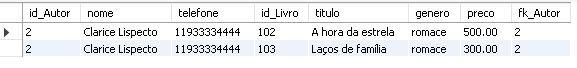 id_Autor nome telefone id_Livro titulo genero preco fk_Autor
2 Clarice Lispecto 11933334444 102 A hora da estrela romace 500.00 2
2 Clarice Lispecto 11933334444 103 Laços de família romace 300.00 2